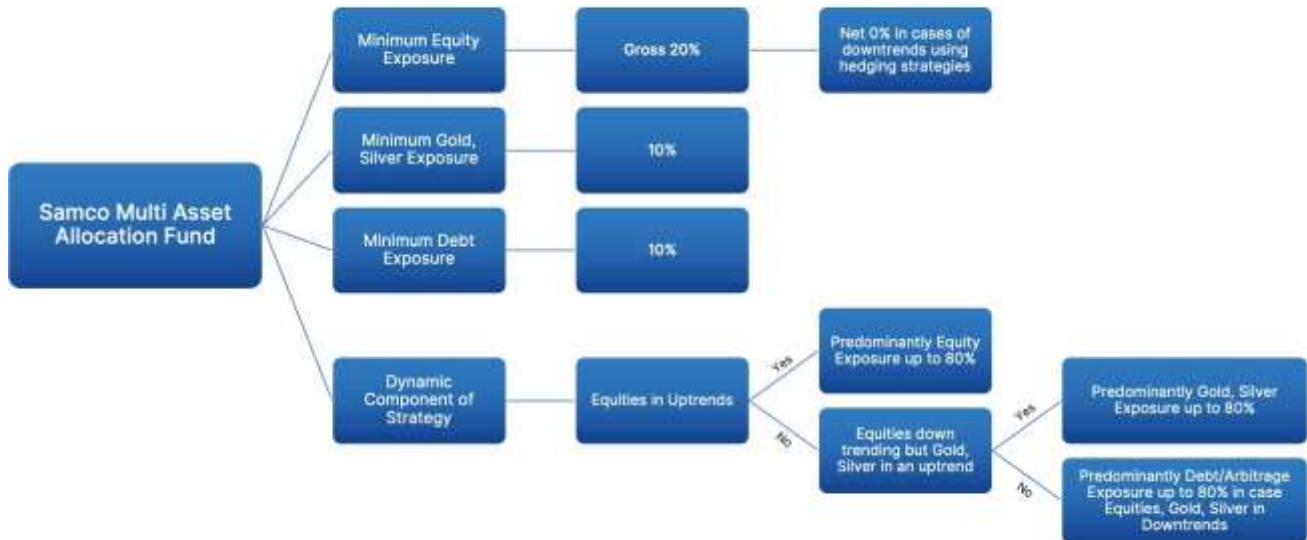 Samco Multi Asset
Allocation Fund
Minimum Equity
Exposure
Gross 20%
Net 0% in cases of
downtrends using
hedging strategies
Minimum Gold,
Silver Exposure
10%
Minimum Debt
Exposure
10%
Dynamic
Component of
Strategy
Equities in Uptrends
Yes
Predominantly Equity
Exposure up to 80%
No
Equities down
trending but Gold,
Silver in an uptrend
Yes
Predominantly Gold, Silver
Exposure up to 80%
No
Predominantly Debt/Arbitrage
Exposure up to 80% in case
Equities, Gold, Silver in
Downtrends